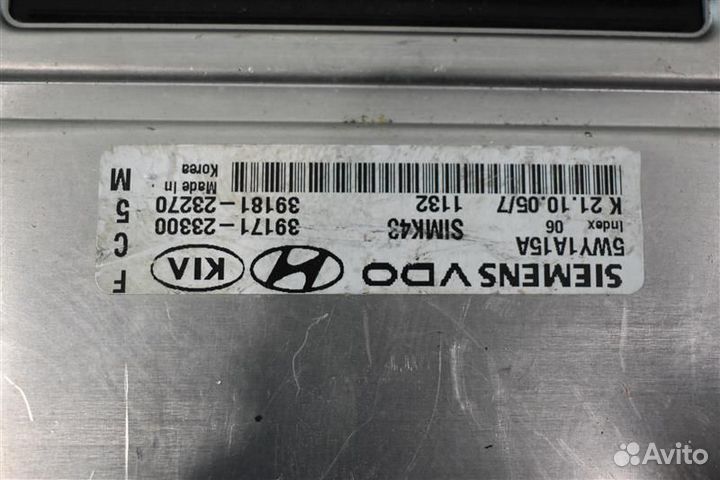 SIEMENS VDO KIA
5WY1A15A
Index 06 SIMK43 39171-23300
K 21.10.05/7 1132 39181-23270
Made In
Korea
F C 5 M
Avito